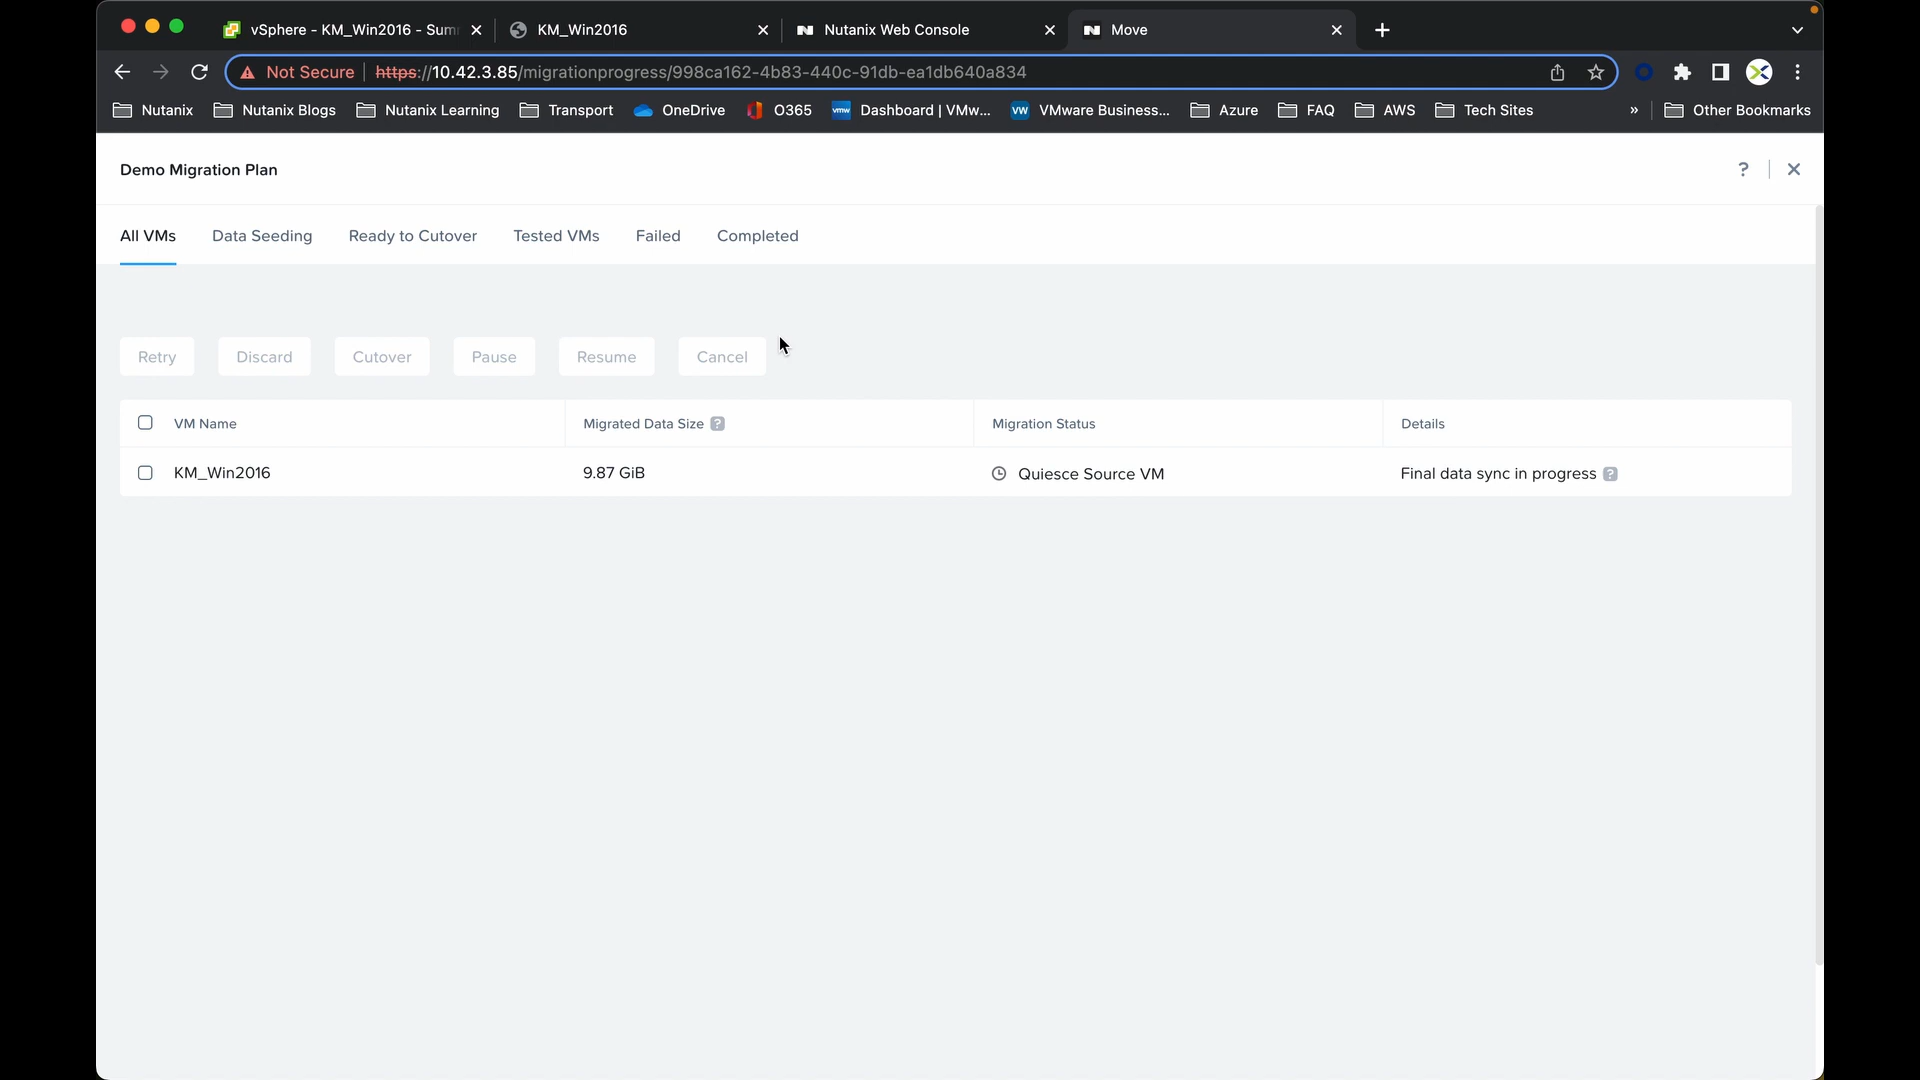 vSphere - KM_Win2016 - Sum
KM_Win2016
Nutanix Web Console
Move
Not Secure
https://10.42.3.85/migrationprogress/998ca162-4b83-440c-91db-ea1db640a834
Nutanix
Nutanix Blogs
Nutanix Learning
Transport
OneDrive
O365
vmw
Dashboard | VMw...
VW
VMware Business...
Azure
FAQ
AWS
Tech Sites
»
Other Bookmarks
Demo Migration Plan
?
All VMs
Data Seeding
Ready to Cutover
Tested VMs
Failed
Completed
Retry
Discard
Cutover
Pause
Resume
Cancel
VM Name
Migrated Data Size ?
Migration Status
Details
KM_Win2016
9.87 GiB
Quiesce Source VM
Final data sync in progress ?